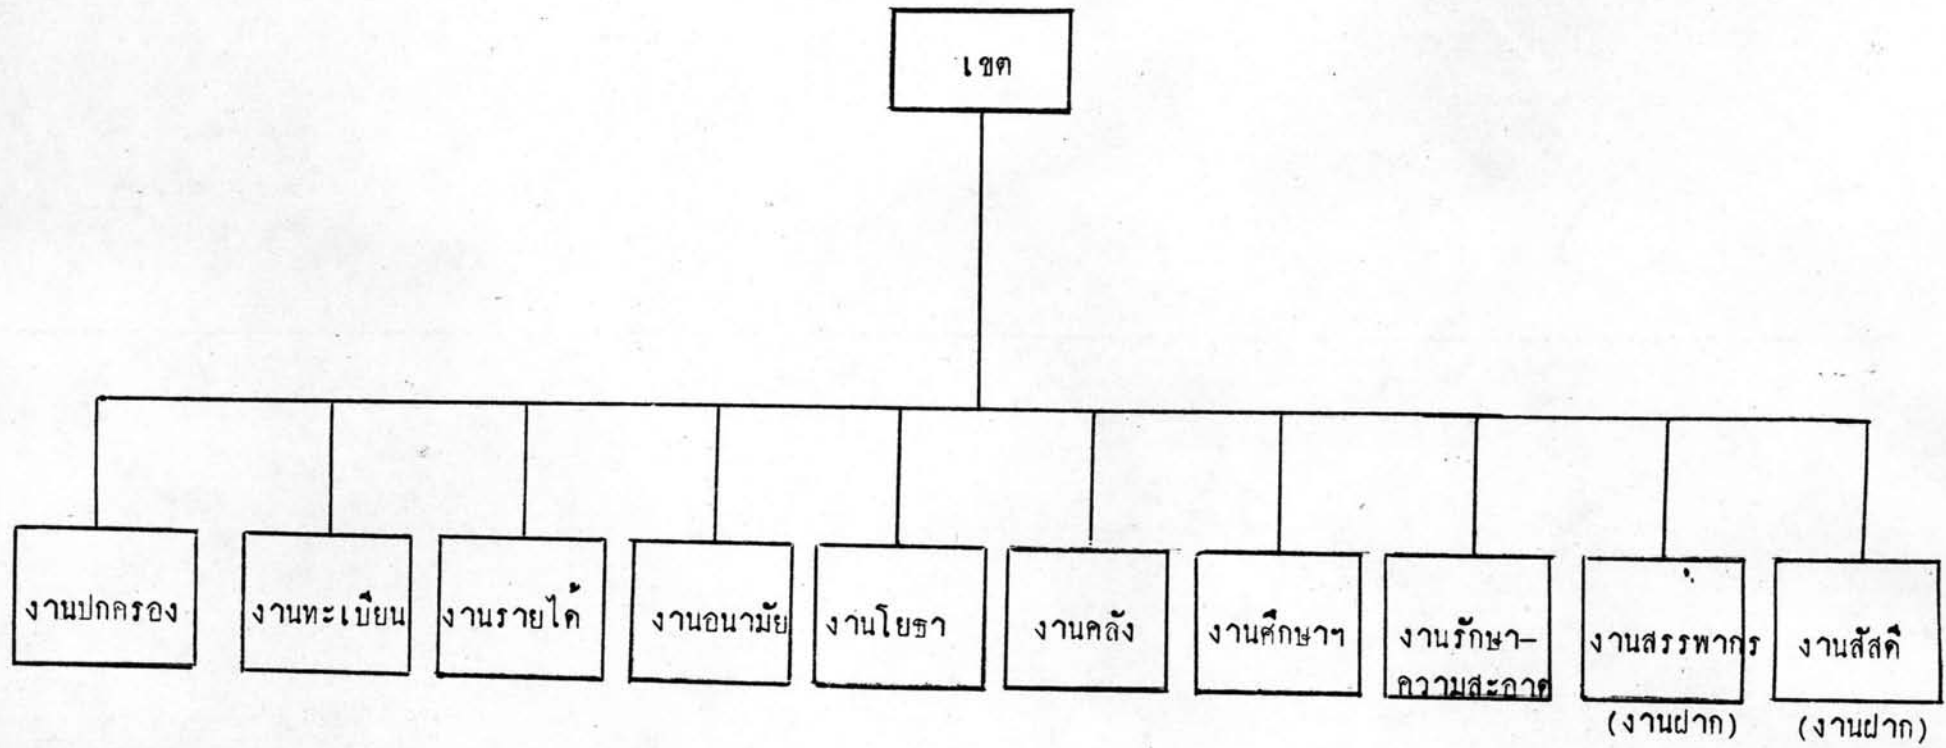 เขต
งานปกครอง
งานทะเบียน
งานรายได้
งานอนามัย
งานโยธา
งานคลัง
งานศึกษาฯ
งานรักษา-
ความสะอาด
งานสรรพากร
(งานฝาก)
งานสัสดี
(งานฝาก)